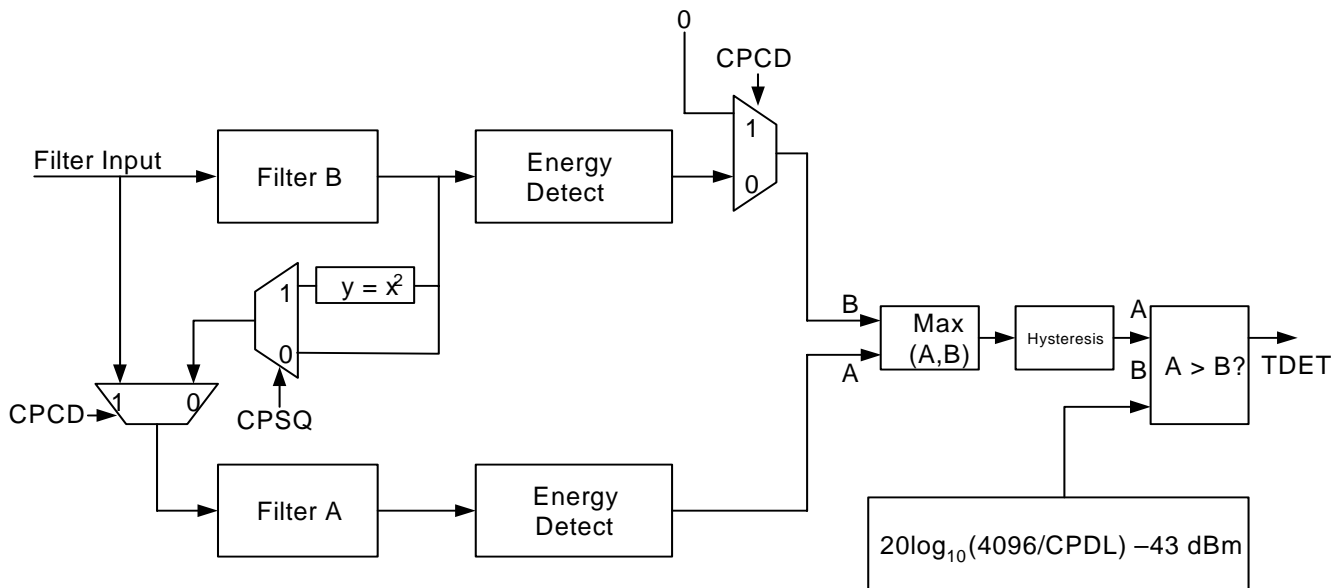 0
CPCD
1
0
Filter Input
Filter B
Energy
Detect
y = x²
1
0
CPSQ
CPCD
1
0
Filter A
Energy
Detect
B
A
Max
(A,B)
Hysteresis
A
B
A > B?
TDET
20log₁₀(4096/CPDL) –43 dBm